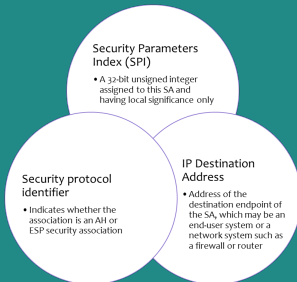 Security Parameters
Index (SPI)
• A 32-bit unsigned integer
assigned to this SA and
having local significance only
Security protocol
identifier
• Indicates whether the
association is an AH or
ESP security association
IP Destination
Address
• Address of the
destination endpoint of
the SA, which may be an
end-user system or a
network system such as
a firewall or router